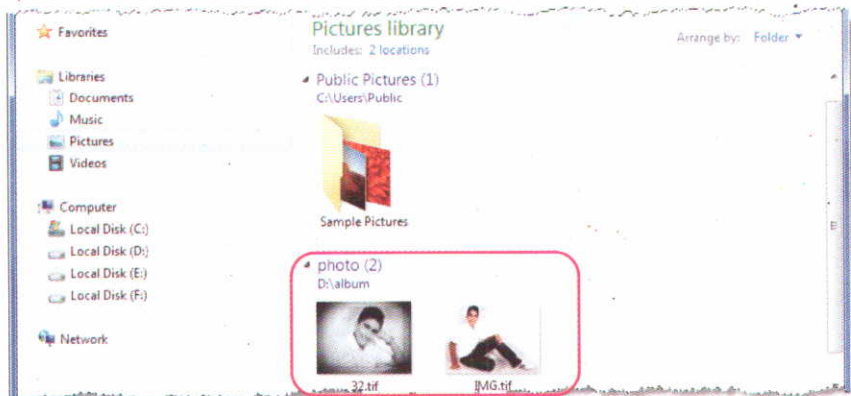 Favorites
Libraries
Documents
Music
Pictures
Videos
Computer
Local Disk (C:)
Local Disk (D:)
Local Disk (E:)
Local Disk (F:)
Network
Pictures library
Includes: 2 locations
Arrange by: Folder
Public Pictures (1)
C:\Users\Public
Sample Pictures
photo (2)
D:\album
32.tif
IMG.tif